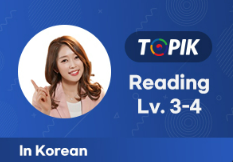 TOPIK
Reading
Lv. 3-4
In Korean